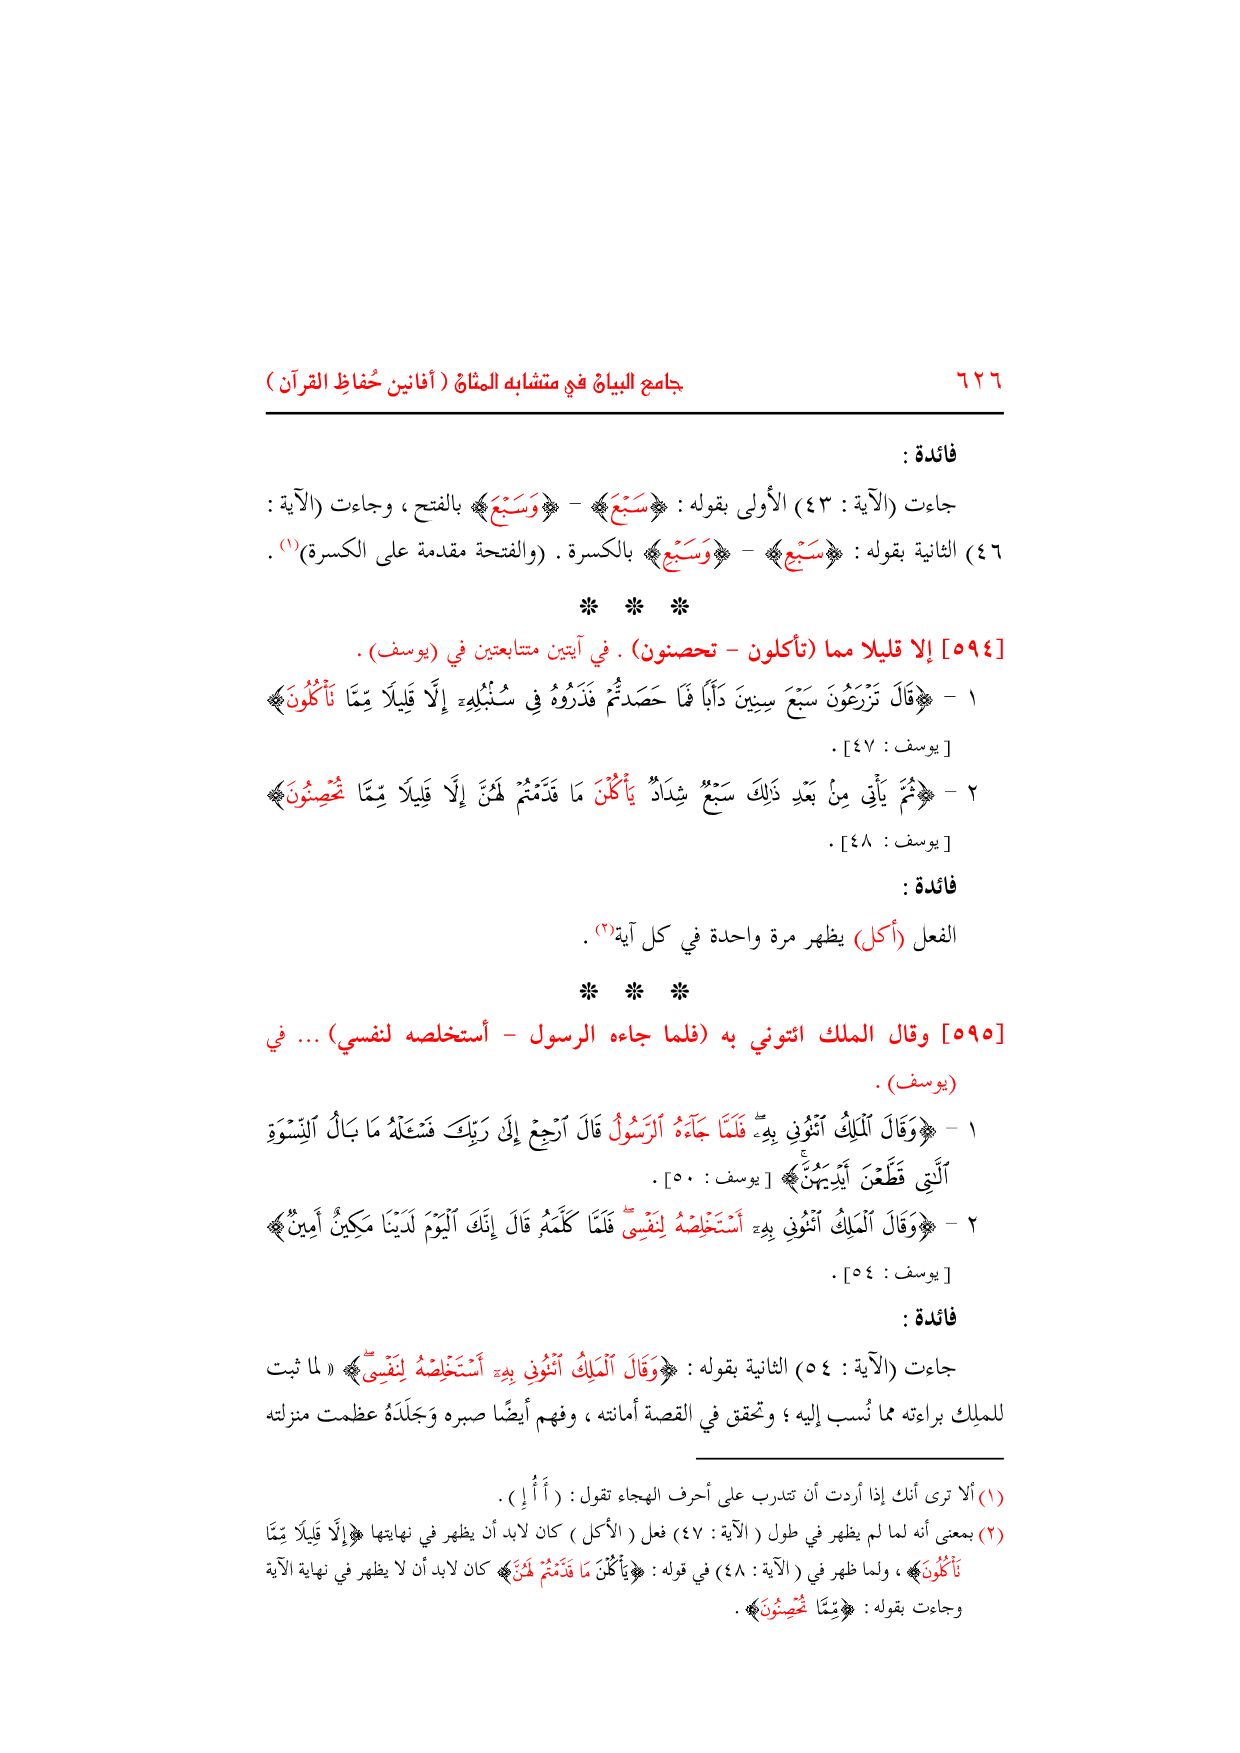 ٦٢٦ جامع البيان في متشابه المثان ( أفانين حُفاظِ القرآن )
فائدة :
جاءت (الآية : ٤٣) الأولى بقوله : ﴿سَبْعَ﴾ – ﴿وَسَبْعَ﴾ بالفتح ، وجاءت (الآية :
٤٦) الثانية بقوله : ﴿سَبْعِ﴾ – ﴿وَسَبْعِ﴾ بالكسرة . (والفتحة مقدمة على الكسرة)(١) .
* * *
[٥٩٤] إلا قليلا مما (تأكلون – تحصنون) . في آيتين متتابعتين في (يوسف) .
١ – ﴿قَالَ تَزْرَعُونَ سَبْعَ سِنِينَ دَأَبًا فَمَا حَصَدتُّمْ فَذَرُوهُ فِى سُنۢبُلِهِۦٓ إِلَّا قَلِيلًا مِّمَّا تَأْكُلُونَ﴾
[ يوسف : ٤٧] .
٢ – ﴿ثُمَّ يَأْتِى مِنۢ بَعْدِ ذَٰلِكَ سَبْعٌ شِدَادٌ يَأْكُلْنَ مَا قَدَّمْتُمْ لَهُنَّ إِلَّا قَلِيلًا مِّمَّا تُحْصِنُونَ﴾
[ يوسف : ٤٨] .
فائدة :
الفعل (أكل) يظهر مرة واحدة في كل آية(٢) .
* * *
[٥٩٥] وقال الملك ائتوني به (فلما جاءه الرسول – أستخلصه لنفسي) ... في
(يوسف) .
١ – ﴿وَقَالَ ٱلْمَلِكُ ٱئْتُونِى بِهِۦ ۖ فَلَمَّا جَآءَهُ ٱلرَّسُولُ قَالَ ٱرْجِعْ إِلَىٰ رَبِّكَ فَسْـَٔلْهُ مَا بَالُ ٱلنِّسْوَةِ
ٱلَّـٰتِى قَطَّعْنَ أَيْدِيَهُنَّ ۚ﴾ [ يوسف : ٥٠] .
٢ – ﴿وَقَالَ ٱلْمَلِكُ ٱئْتُونِى بِهِۦٓ أَسْتَخْلِصْهُ لِنَفْسِى ۖ فَلَمَّا كَلَّمَهُۥ قَالَ إِنَّكَ ٱلْيَوْمَ لَدَيْنَا مَكِينٌ أَمِينٌ﴾
[ يوسف : ٥٤] .
فائدة :
جاءت (الآية : ٥٤) الثانية بقوله : ﴿وَقَالَ ٱلْمَلِكُ ٱئْتُونِى بِهِۦٓ أَسْتَخْلِصْهُ لِنَفْسِى ۖ﴾ « لما ثبت
للملِك براءته مما نُسب إليه ؛ وتحقق في القصة أمانته ، وفهم أيضًا صبره وَجَلَدَهُ عظمت منزلته
(١) ألا ترى أنك إذا أردت أن تتدرب على أحرف الهجاء تقول : ( أَ أُ إِ ) .
(٢) بمعنى أنه لما لم يظهر في طول ( الآية : ٤٧) فعل ( الأكل ) كان لابد أن يظهر في نهايتها ﴿إِلَّا قَلِيلًا مِّمَّا
تَأْكُلُونَ﴾ ، ولما ظهر في ( الآية : ٤٨) في قوله : ﴿يَأْكُلْنَ مَا قَدَّمْتُمْ لَهُنَّ﴾ كان لابد أن لا يظهر في نهاية الآية
وجاءت بقوله : ﴿مِّمَّا تُحْصِنُونَ﴾ .